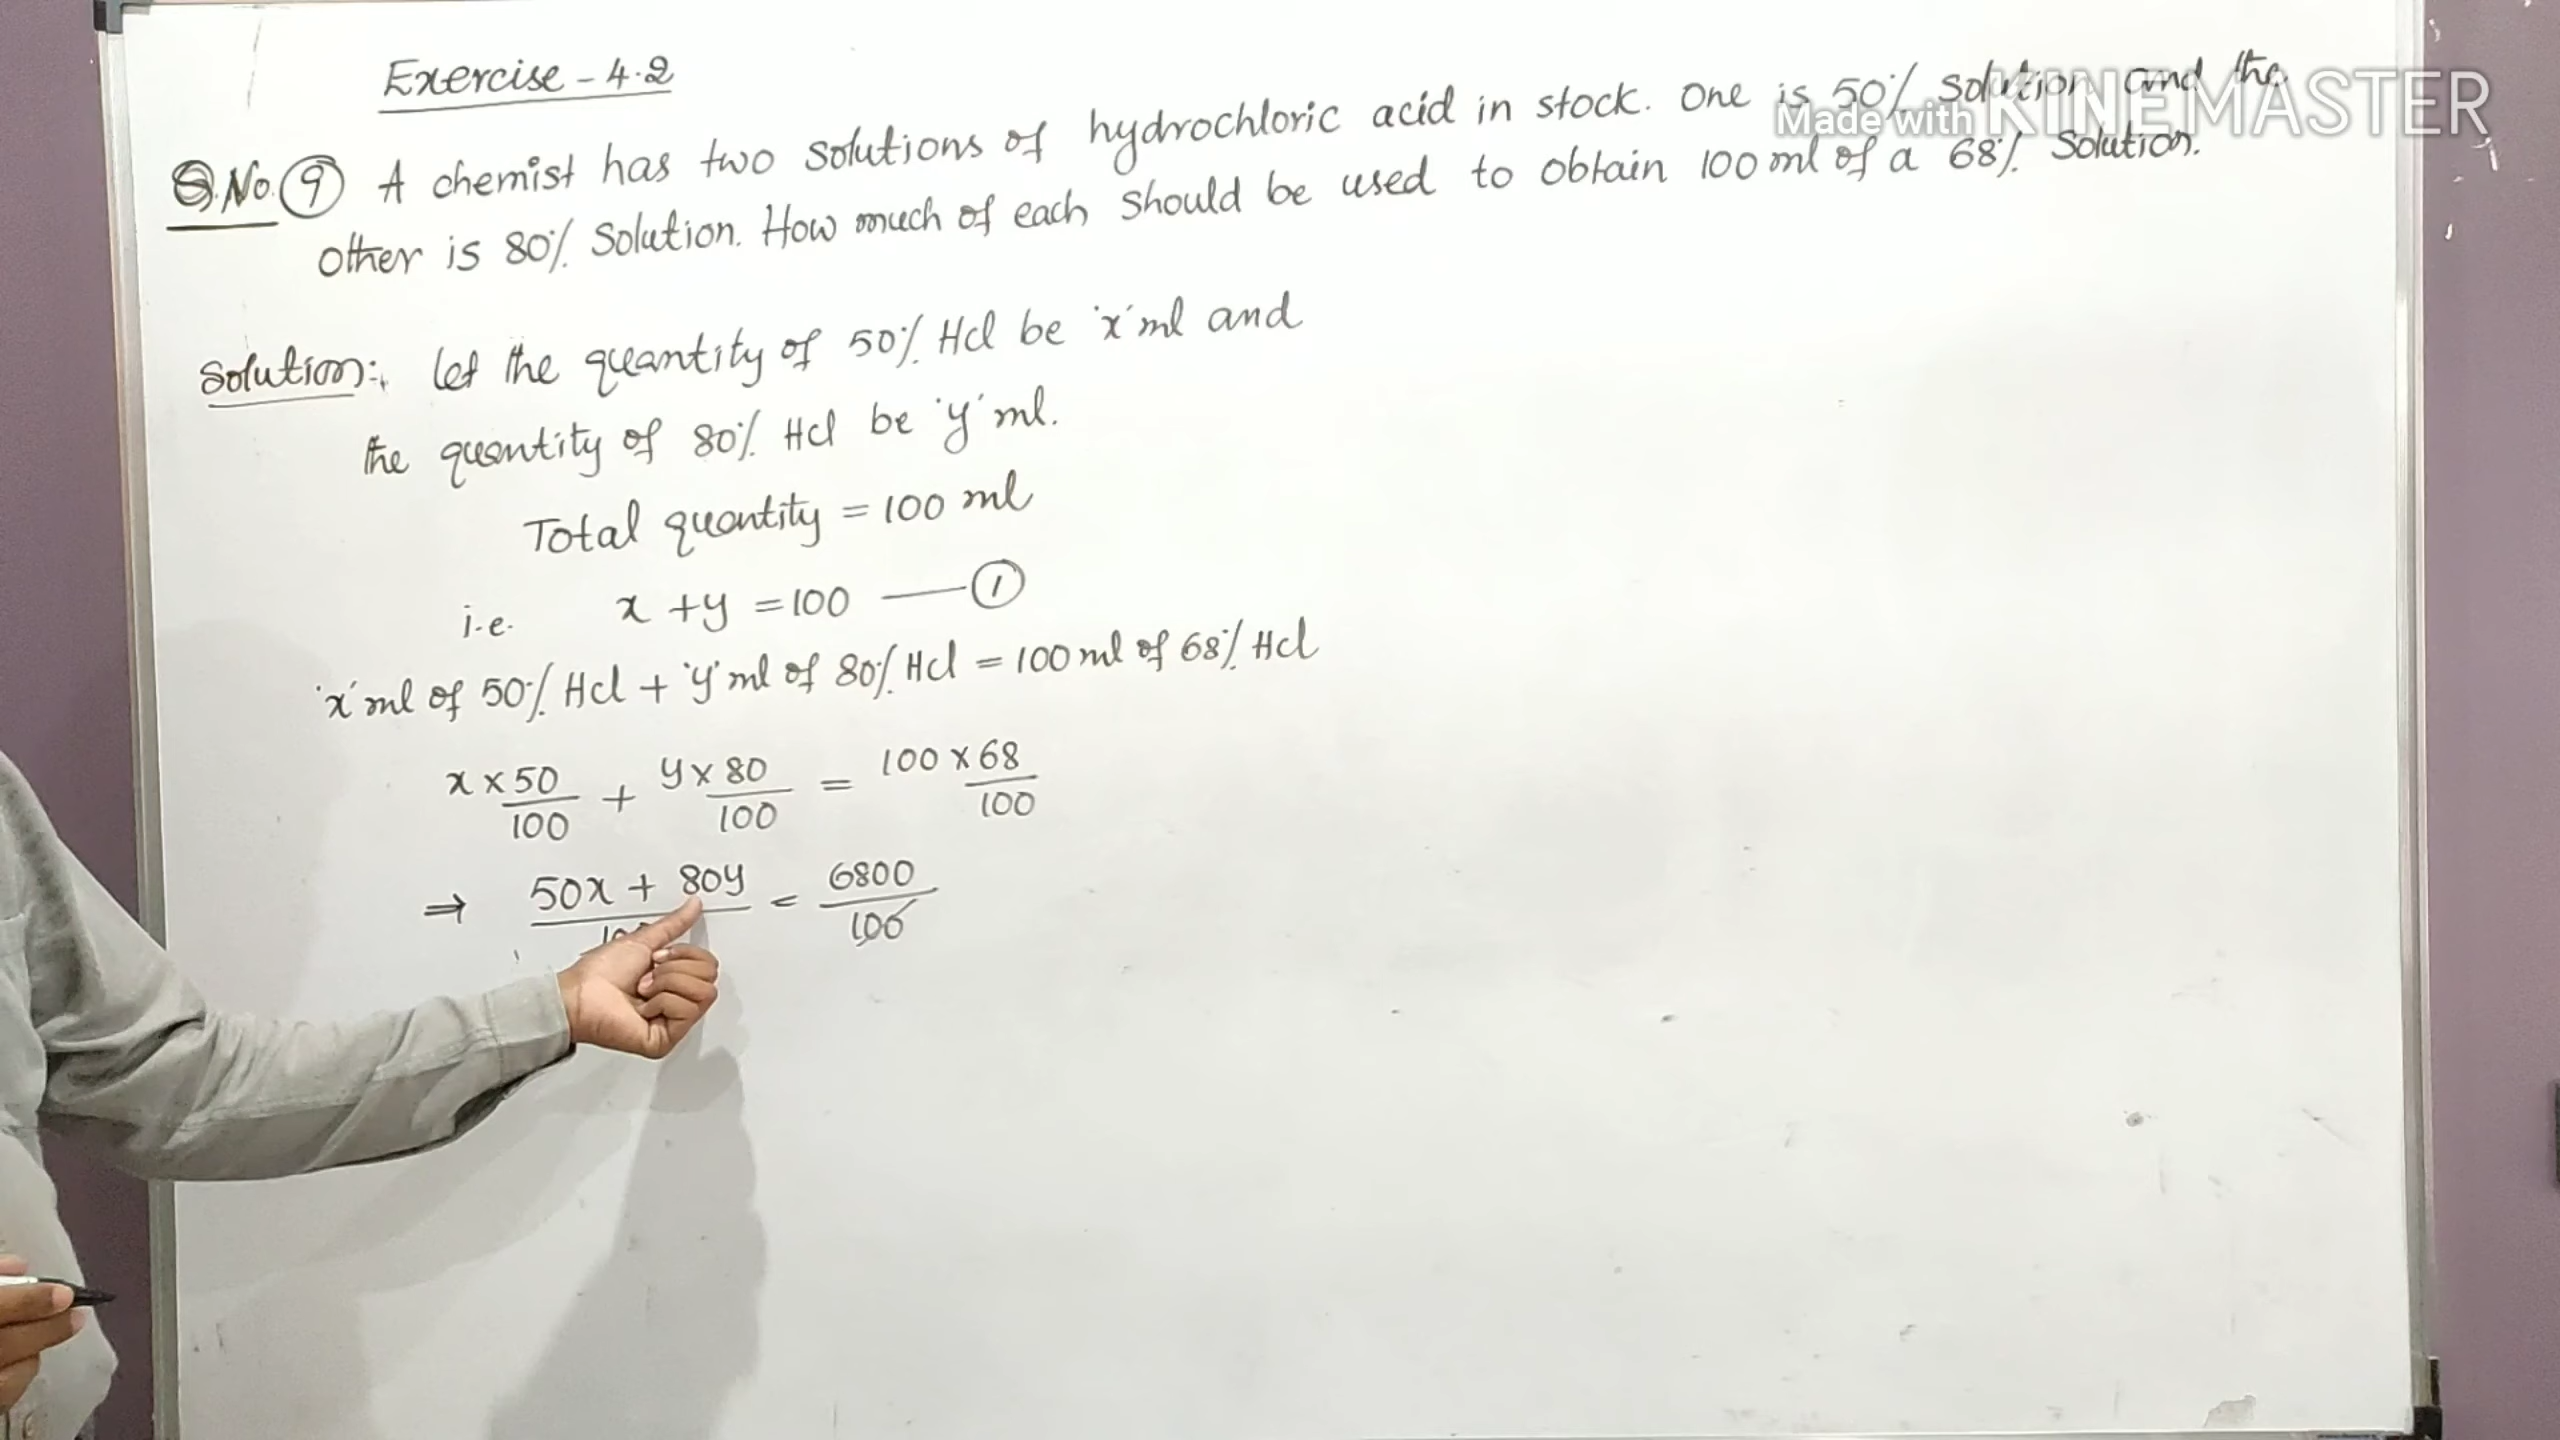 Exercise - 4.2
Q.No. 9 A chemist has two solutions of hydrochloric acid in stock. One is 50% solution and the
other is 80% solution. How much of each should be used to obtain 100 ml of a 68% solution.
Made with KINEMASTER
Solution:- Let the quantity of 50% Hcl be 'x' ml and
the quantity of 80% Hcl be 'y' ml.
Total quantity = 100 ml
i.e. x + y = 100 —— 1
'x' ml of 50% Hcl + 'y' ml of 80% Hcl = 100 ml of 68% Hcl
x × 50/100 + y × 80/100 = 100 × 68/100
⇒ (50x + 80y)/ = 6800/100